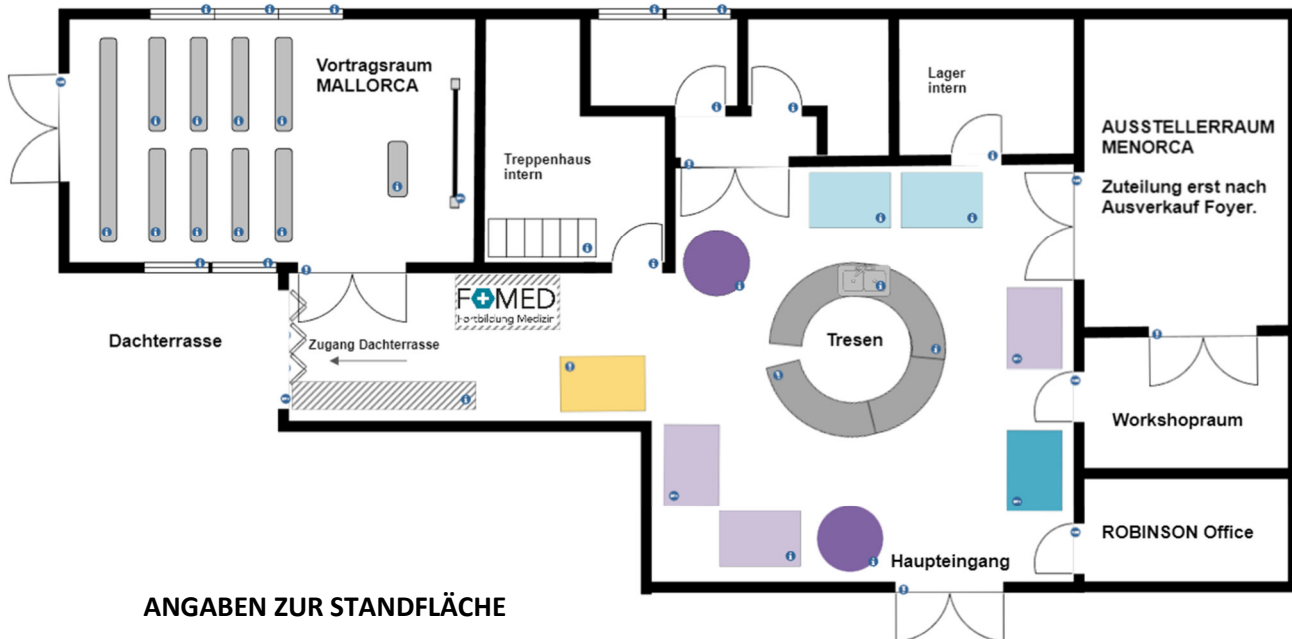 Vortragsraum
MALLORCA
Lager
intern
AUSSTELLERRAUM
MENORCA
Zuteilung erst nach
Ausverkauf Foyer.
Treppenhaus
intern
FOMED
Fortbildung Medizin
Dachterrasse
Zugang Dachterrasse
Tresen
Workshopraum
ROBINSON Office
Haupteingang
ANGABEN ZUR STANDFLÄCHE